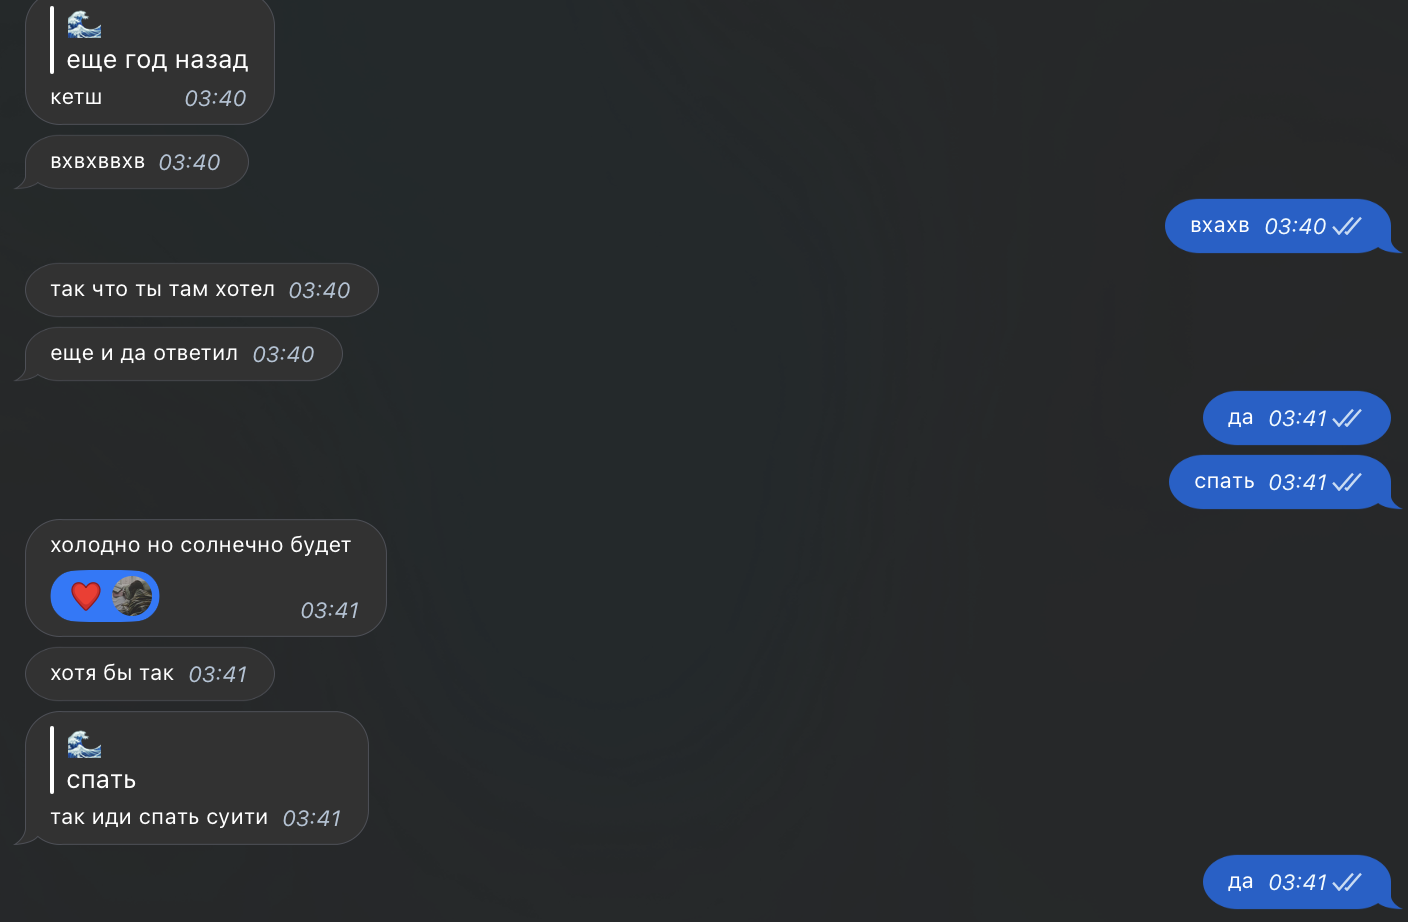 🌊
еще год назад
кетш 03:40
вхвхввхв 03:40
вхахв 03:40
так что ты там хотел 03:40
еще и да ответил 03:40
да 03:41
спать 03:41
холодно но солнечно будет
❤️ 03:41
хотя бы так 03:41
🌊
спать
так иди спать суити 03:41
да 03:41